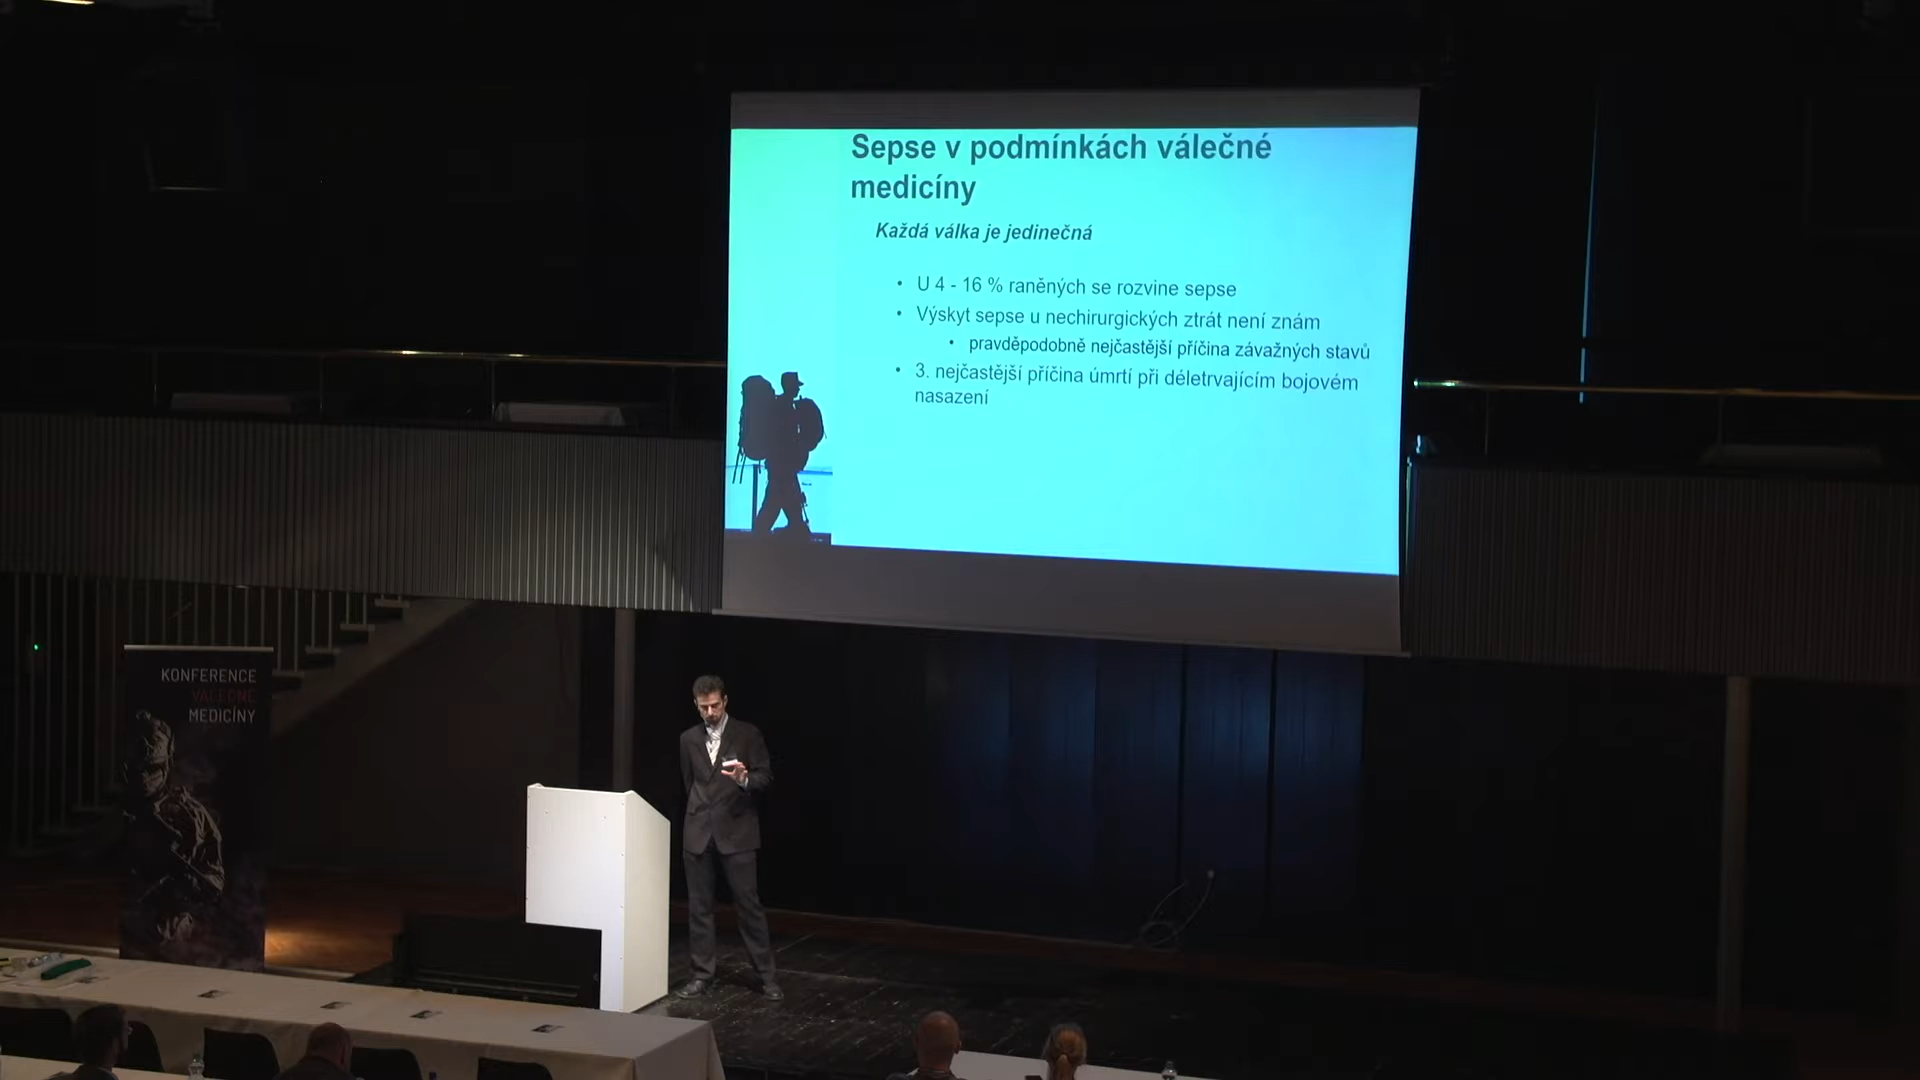 Sepse v podmínkách válečné
medicíny
Každá válka je jedinečná
• U 4 - 16 % raněných se rozvine sepse
• Výskyt sepse u nechirurgických ztrát není znám
• pravděpodobně nejčastější příčina závažných stavů
• 3. nejčastější příčina úmrtí při déletrvajícím bojovém
nasazení
KONFERENCE
VÁLEČNÉ
MEDICÍNY